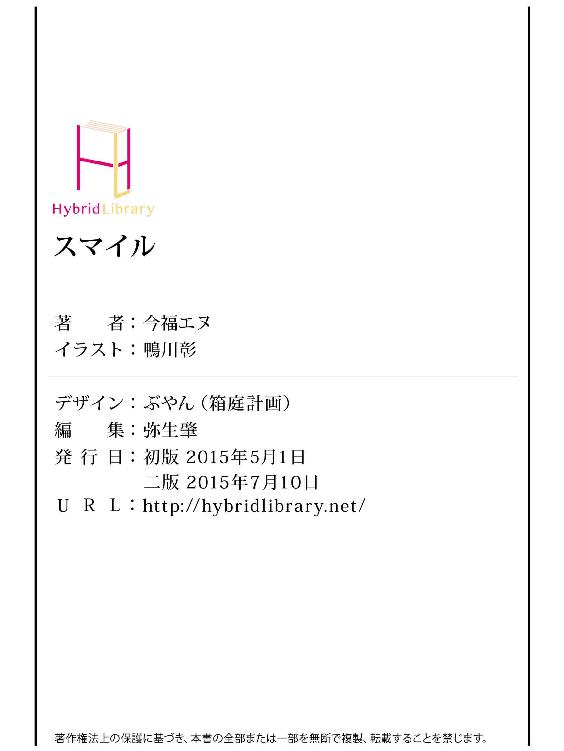 HybridLibrary
スマイル
著　者：今福エヌ
イラスト：鴨川彰
デザイン：ぶやん（箱庭計画）
編　集：弥生肇
発 行 日：初版 2015年5月1日
二版 2015年7月10日
U R L：http://hybridlibrary.net/
著作権法上の保護に基づき、本書の全部または一部を無断で複製、転載することを禁じます。